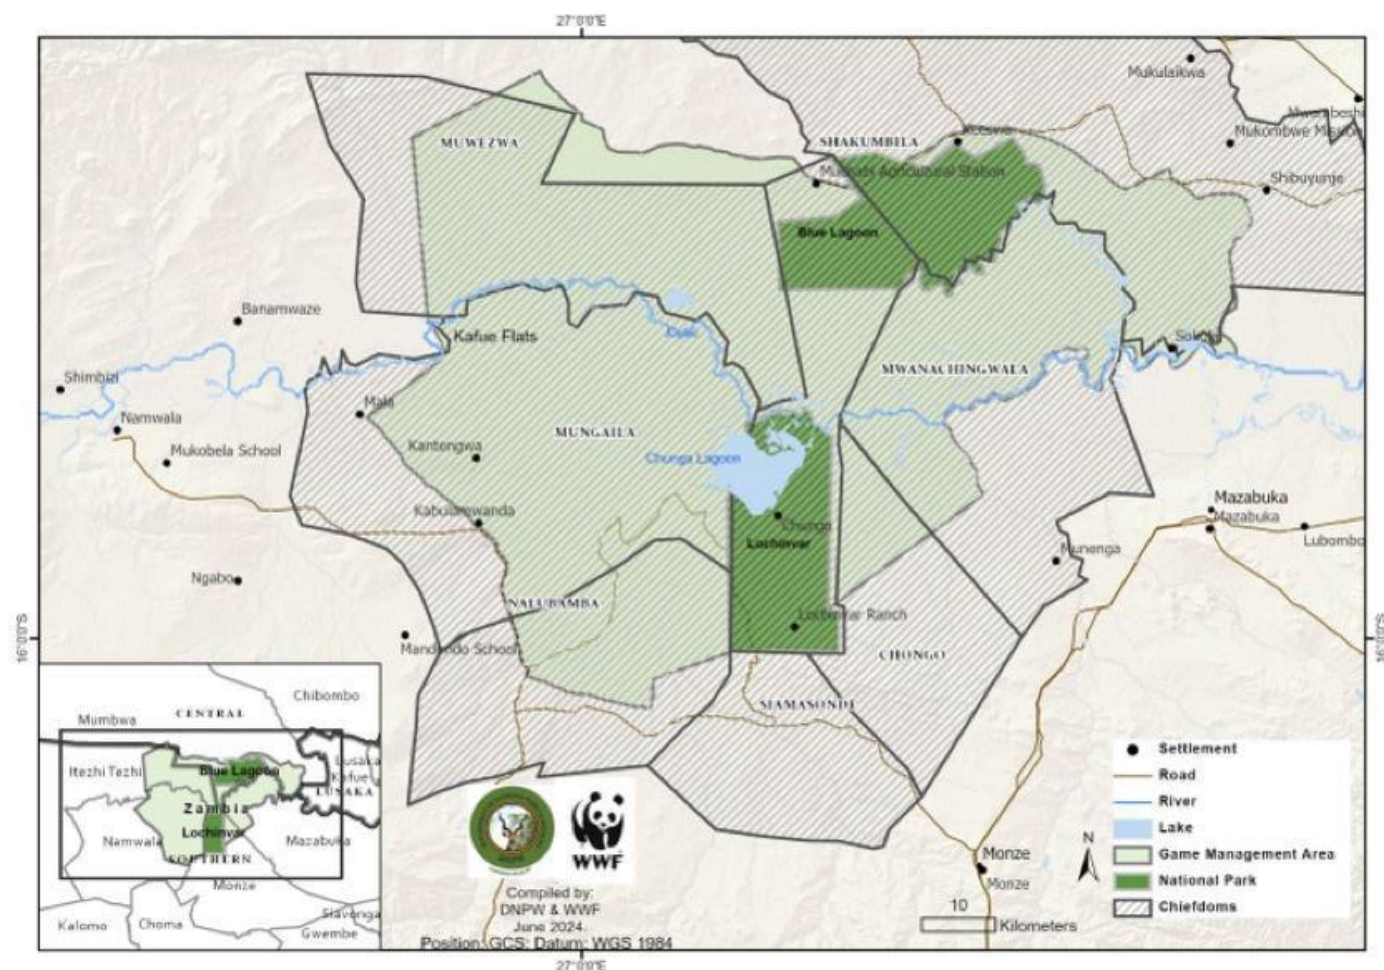 27°0'0"E
Mukulaikwa
Mukombwe Mission
SHAKUMBILA
MUWEZWA
Shibuyunje
Blue Lagoon
Banamwaze
Kafue Flats
Shimbizi
MWANACHINGWALA
Mala
Namwala
MUNGAILA
Kantengwa
Mukobela School
Chunga Lagoon
Mazabuka
Kabulamwanda
Chunga
Mazabuka
Lubombo
Lochinvar
Munenga
Ngabo
NALUBAMBA
Lochinvar Ranch
16°0'0"S
16°0'0"S
Mandondo School
CHONGO
SIAMASONDE
Chibombo
CENTRAL
Mumbwa
Itezhi Tezhi
Blue Lagoon
Lusaka
Kafue
LUSAKA
Zambia
Lochinvar
Namwala
Mazabuka
SOUTHERN
Monze
Kalomo
Choma
Siavonga
Gwembe
WWF
Compiled by:
DNPW & WWF
June 2024.
Position: GCS: Datum: WGS 1984
Monze
Monze
N
Settlement
Road
River
Lake
Game Management Area
National Park
Chiefdoms
10
Kilometers
27°0'0"E